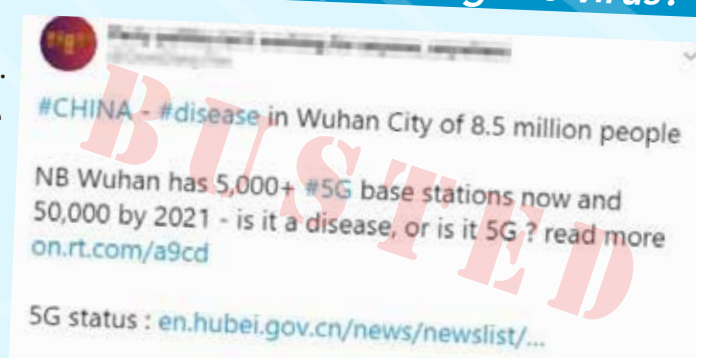 virus?
#CHINA - #disease in Wuhan City of 8.5 million people
NB Wuhan has 5,000+ #5G base stations now and
50,000 by 2021 - is it a disease, or is it 5G ? read more
on.rt.com/a9cd
5G status : en.hubei.gov.cn/news/newslist/...
BUSTED